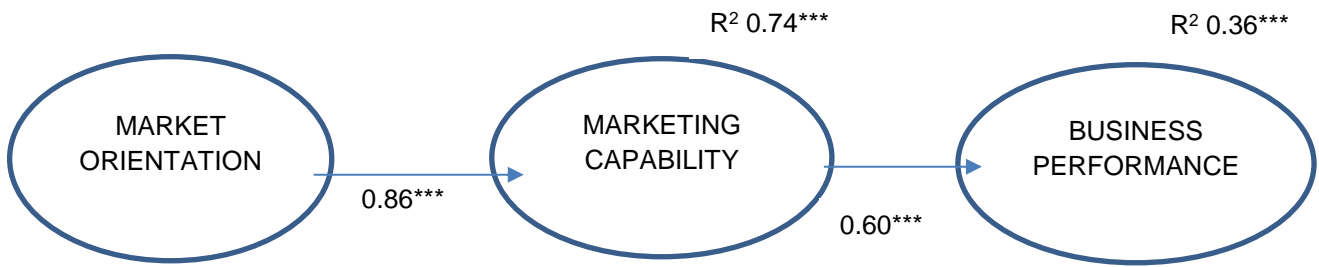 R² 0.74***
R² 0.36***
MARKET
ORIENTATION
MARKETING
CAPABILITY
BUSINESS
PERFORMANCE
0.86***
0.60***